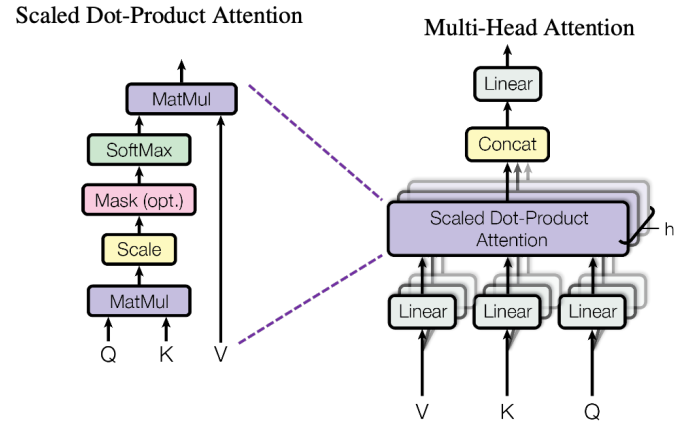 Scaled Dot-Product Attention
MatMul
SoftMax
Mask (opt.)
Scale
MatMul
Q K V
Multi-Head Attention
Linear
Concat
Scaled Dot-Product
Attention
h
Linear Linear Linear
V K Q